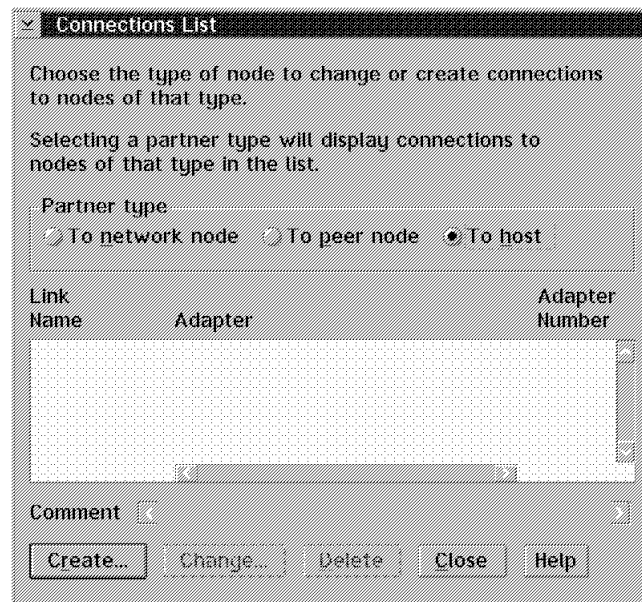 Connections List
Choose the type of node to change or create connections
to nodes of that type.
Selecting a partner type will display connections to
nodes of that type in the list.
Partner type
To network node To peer node To host
Link Adapter
Name Adapter Number
Comment
Create... Change... Delete Close Help